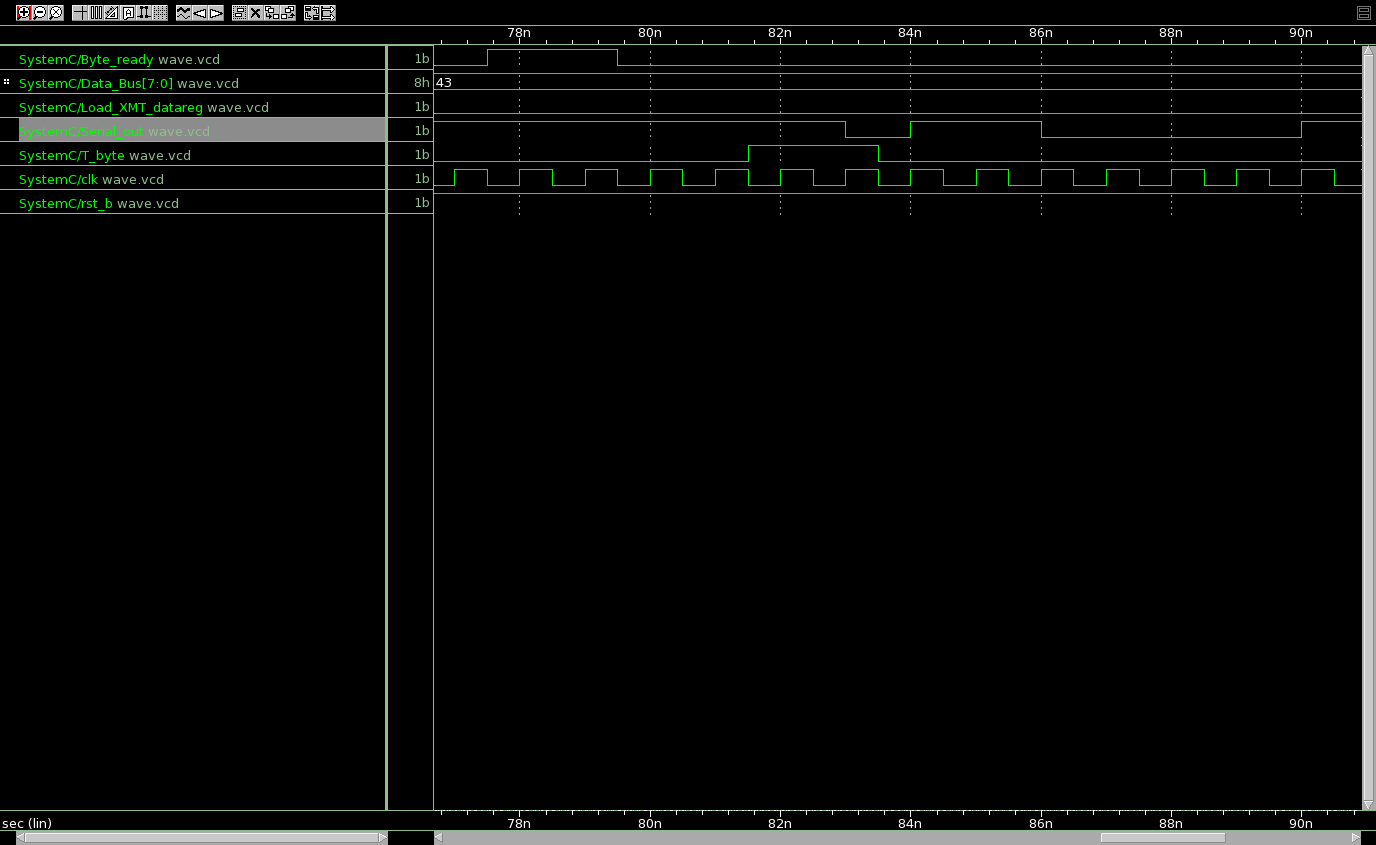 78n 80n 82n 84n 86n 88n 90n
SystemC/Byte_ready wave.vcd 1b
SystemC/Data_Bus[7:0] wave.vcd 8h 43
SystemC/Load_XMT_datareg wave.vcd 1b
SystemC/Serial_out wave.vcd 1b
SystemC/T_byte wave.vcd 1b
SystemC/clk wave.vcd 1b
SystemC/rst_b wave.vcd 1b
sec (lin) 78n 80n 82n 84n 86n 88n 90n